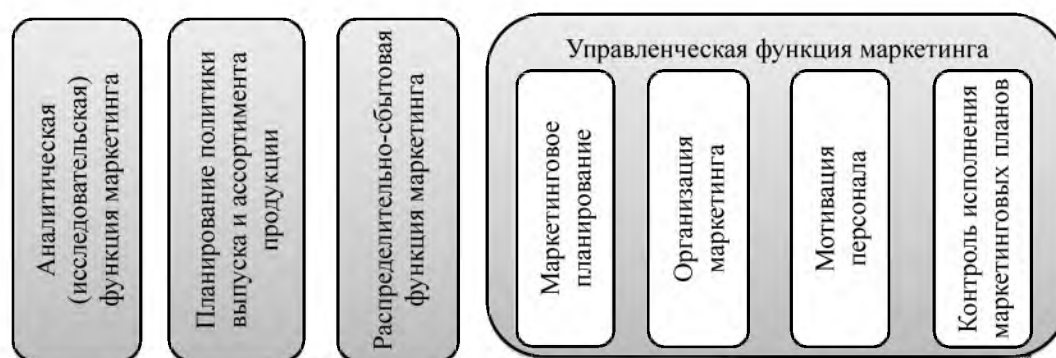 Аналитическая
(исследовательская)
функция маркетинга
Планирование политики
выпуска и ассортимента
продукции
Распределительно-сбытовая
функция маркетинга
Управленческая функция маркетинга
Маркетинговое
планирование
Организация
маркетинга
Мотивация
персонала
Контроль исполнения
маркетинговых планов